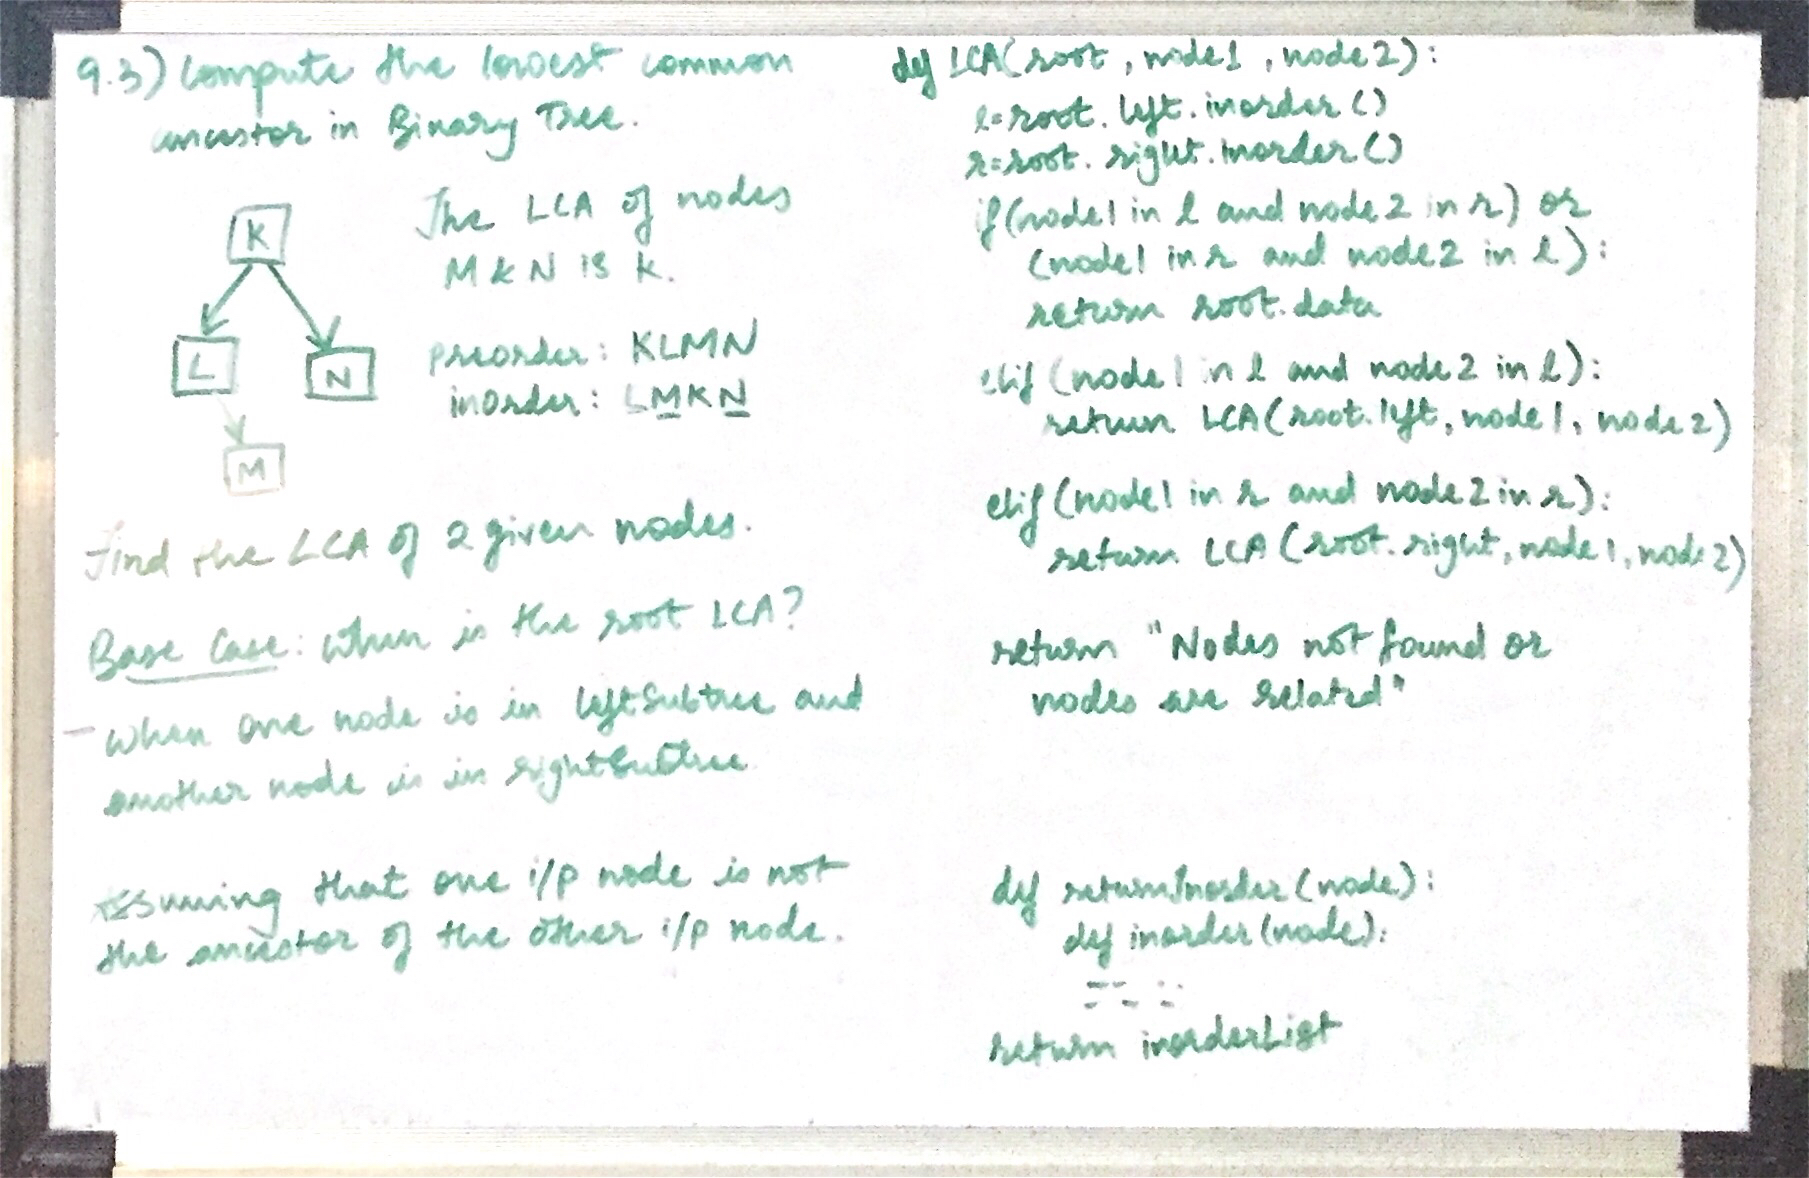 9.3) Compute the lowest common
ancestor in Binary Tree.
K
L
N
M
The LCA of nodes
M & N is K.
preorder: KLMN
inorder: LMKN
Find the LCA of 2 given nodes.
Base Case: When is the root LCA?
- When one node is in leftSubtree and
another node is in rightSubtree.
Assuming that one i/p node is not
the ancestor of the other i/p node.
def LCA(root, node1, node2):
l=root.left.inorder()
r=root.right.inorder()
if(node1 in l and node2 in r) or
(node1 in r and node2 in l):
return root.data
elif (node1 in l and node2 in l):
return LCA(root.left, node1, node2)
elif (node1 in r and node2 in r):
return LCA (root.right, node1, node2)
return "Nodes not found or
nodes are related"
def returnInorder(node):
def inorder(node):
return inorderList